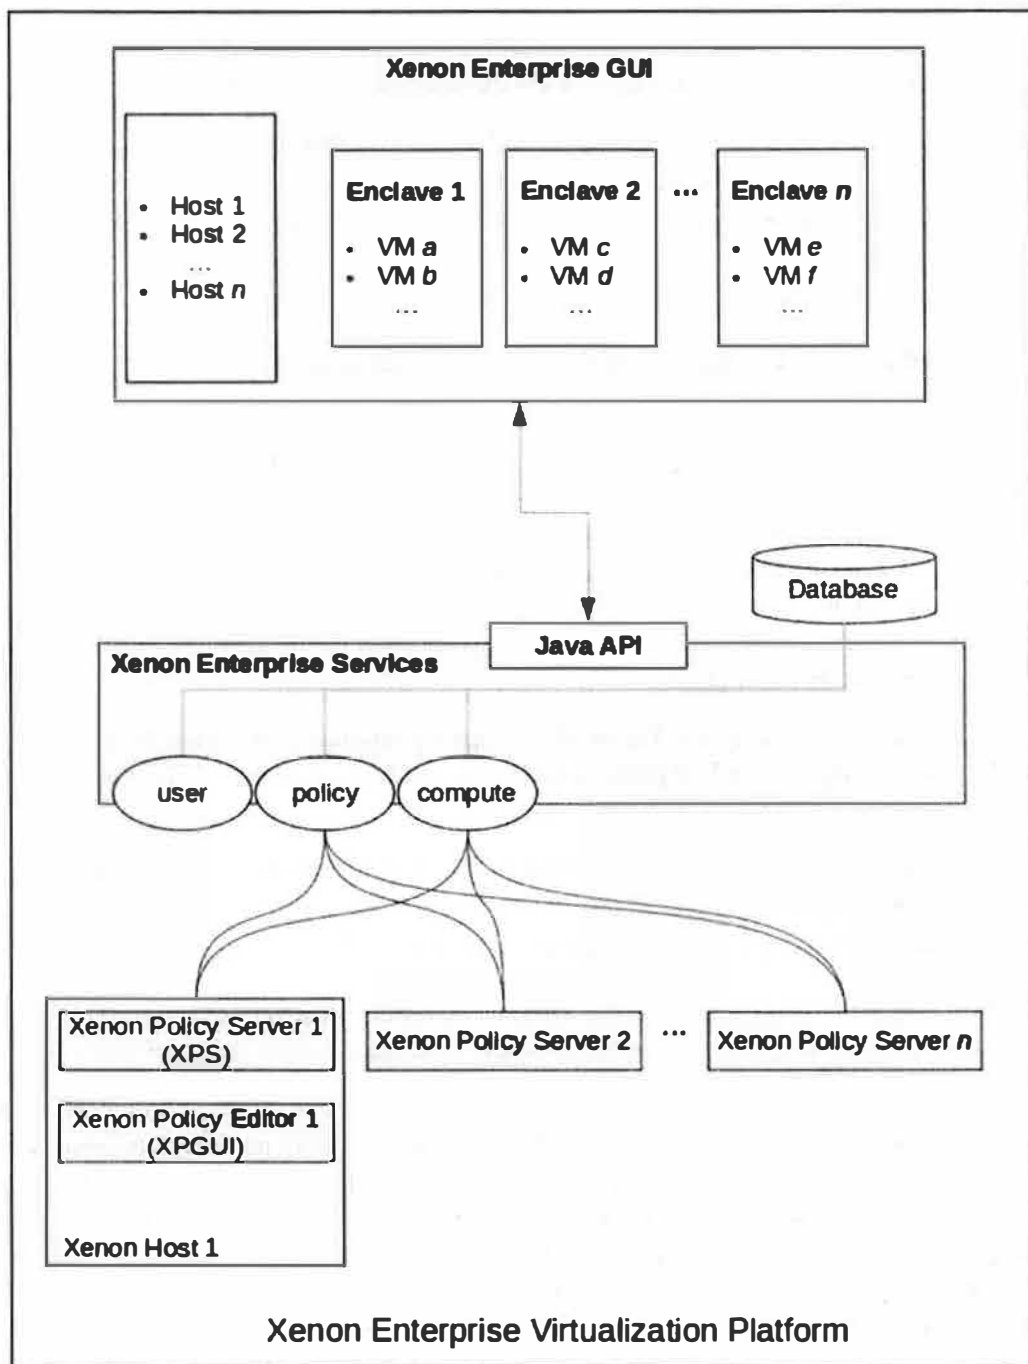 Xenon Enterprise GUI
• Host 1
• Host 2
...
• Host n
Enclave 1
• VM a
• VM b
...
Enclave 2
• VM c
• VM d
...
...
Enclave n
• VM e
• VM f
...
Database
Java API
Xenon Enterprise Services
user
policy
compute
Xenon Policy Server 1
(XPS)
Xenon Policy Editor 1
(XPGUI)
Xenon Host 1
Xenon Policy Server 2
...
Xenon Policy Server n
Xenon Enterprise Virtualization Platform